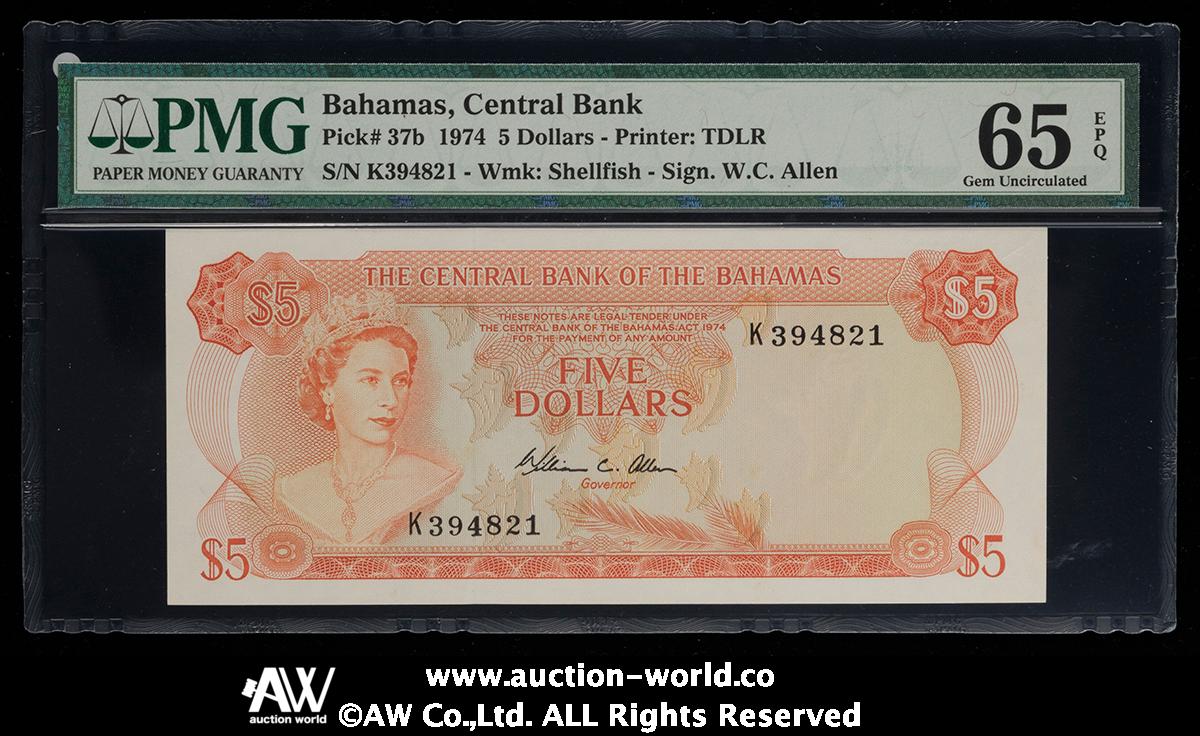 PMG
PAPER MONEY GUARANTY
Bahamas, Central Bank
Pick# 37b 1974 5 Dollars - Printer: TDLR
S/N K394821 - Wmk: Shellfish - Sign. W.C. Allen
65
EPQ
Gem Uncirculated
THE CENTRAL BANK OF THE BAHAMAS
$5
$5
THESE NOTES ARE LEGAL TENDER UNDER
THE CENTRAL BANK OF THE BAHAMAS ACT 1974
FOR THE PAYMENT OF ANY AMOUNT
K 394821
FIVE
DOLLARS
William C. Allen
Governor
K 394821
$5
$5
AW
auction world
www.auction-world.co
©AW Co.,Ltd. ALL Rights Reserved